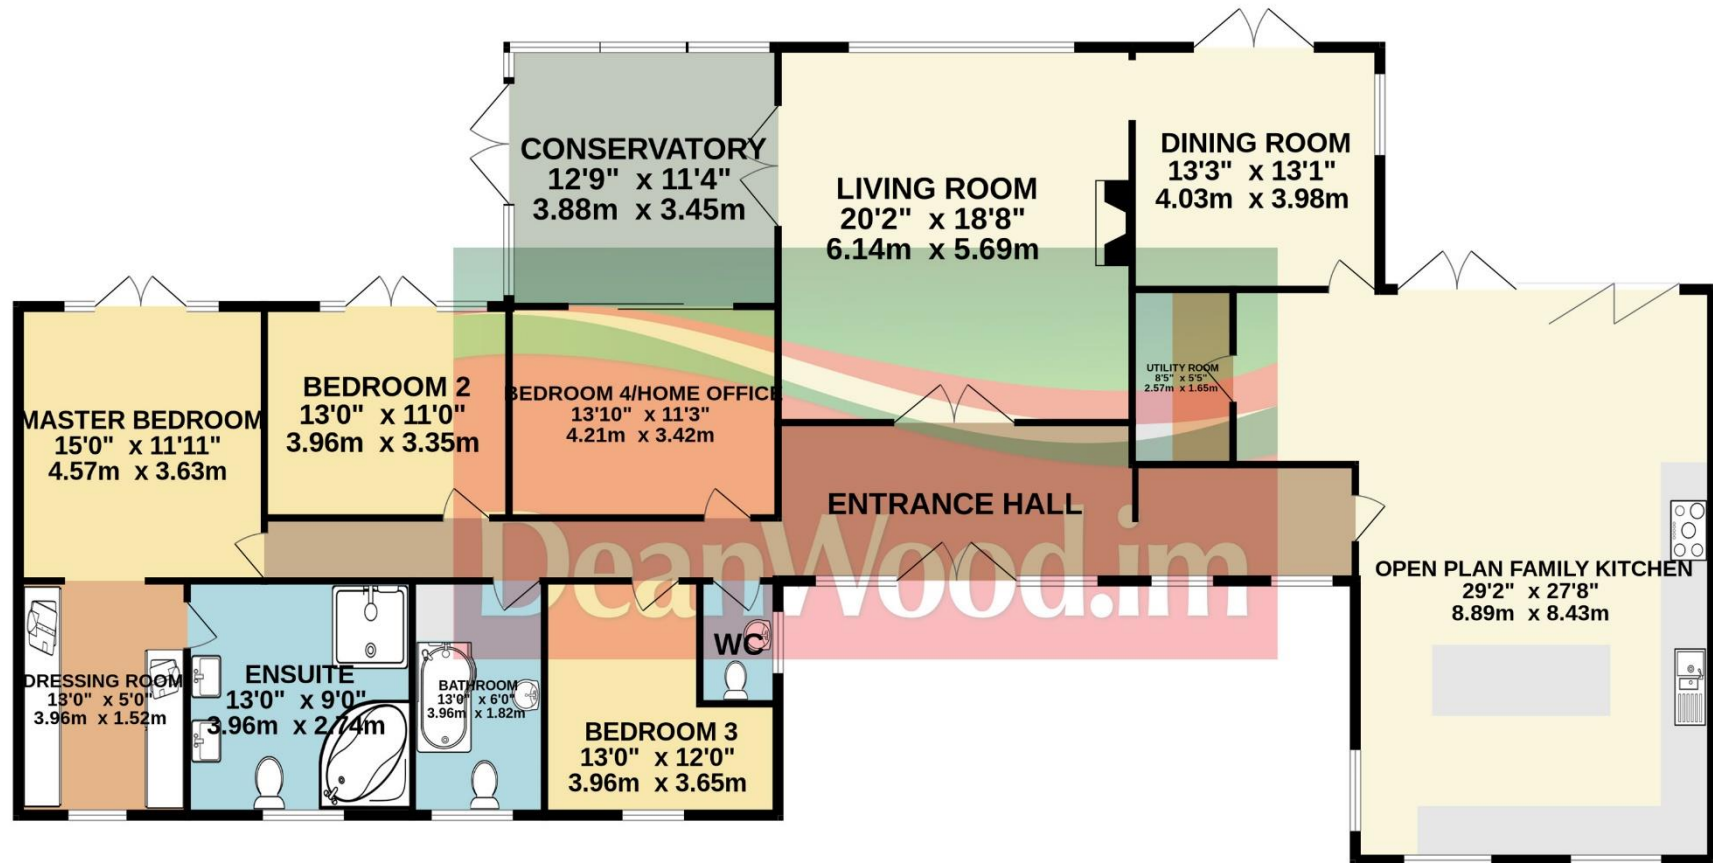 CONSERVATORY
12'9" x 11'4"
3.88m x 3.45m
LIVING ROOM
20'2" x 18'8"
6.14m x 5.69m
DINING ROOM
13'3" x 13'1"
4.03m x 3.98m
UTILITY ROOM
8'5" x 5'5"
2.57m x 1.65m
MASTER BEDROOM
15'0" x 11'11"
4.57m x 3.63m
BEDROOM 2
13'0" x 11'0"
3.96m x 3.35m
BEDROOM 4/HOME OFFICE
13'10" x 11'3"
4.21m x 3.42m
ENTRANCE HALL
DeanWood.im
OPEN PLAN FAMILY KITCHEN
29'2" x 27'8"
8.89m x 8.43m
DRESSING ROOM
13'0" x 5'0"
3.96m x 1.52m
ENSUITE
13'0" x 9'0"
3.96m x 2.74m
BATHROOM
13'0" x 6'0"
3.96m x 1.82m
WC
BEDROOM 3
13'0" x 12'0"
3.96m x 3.65m